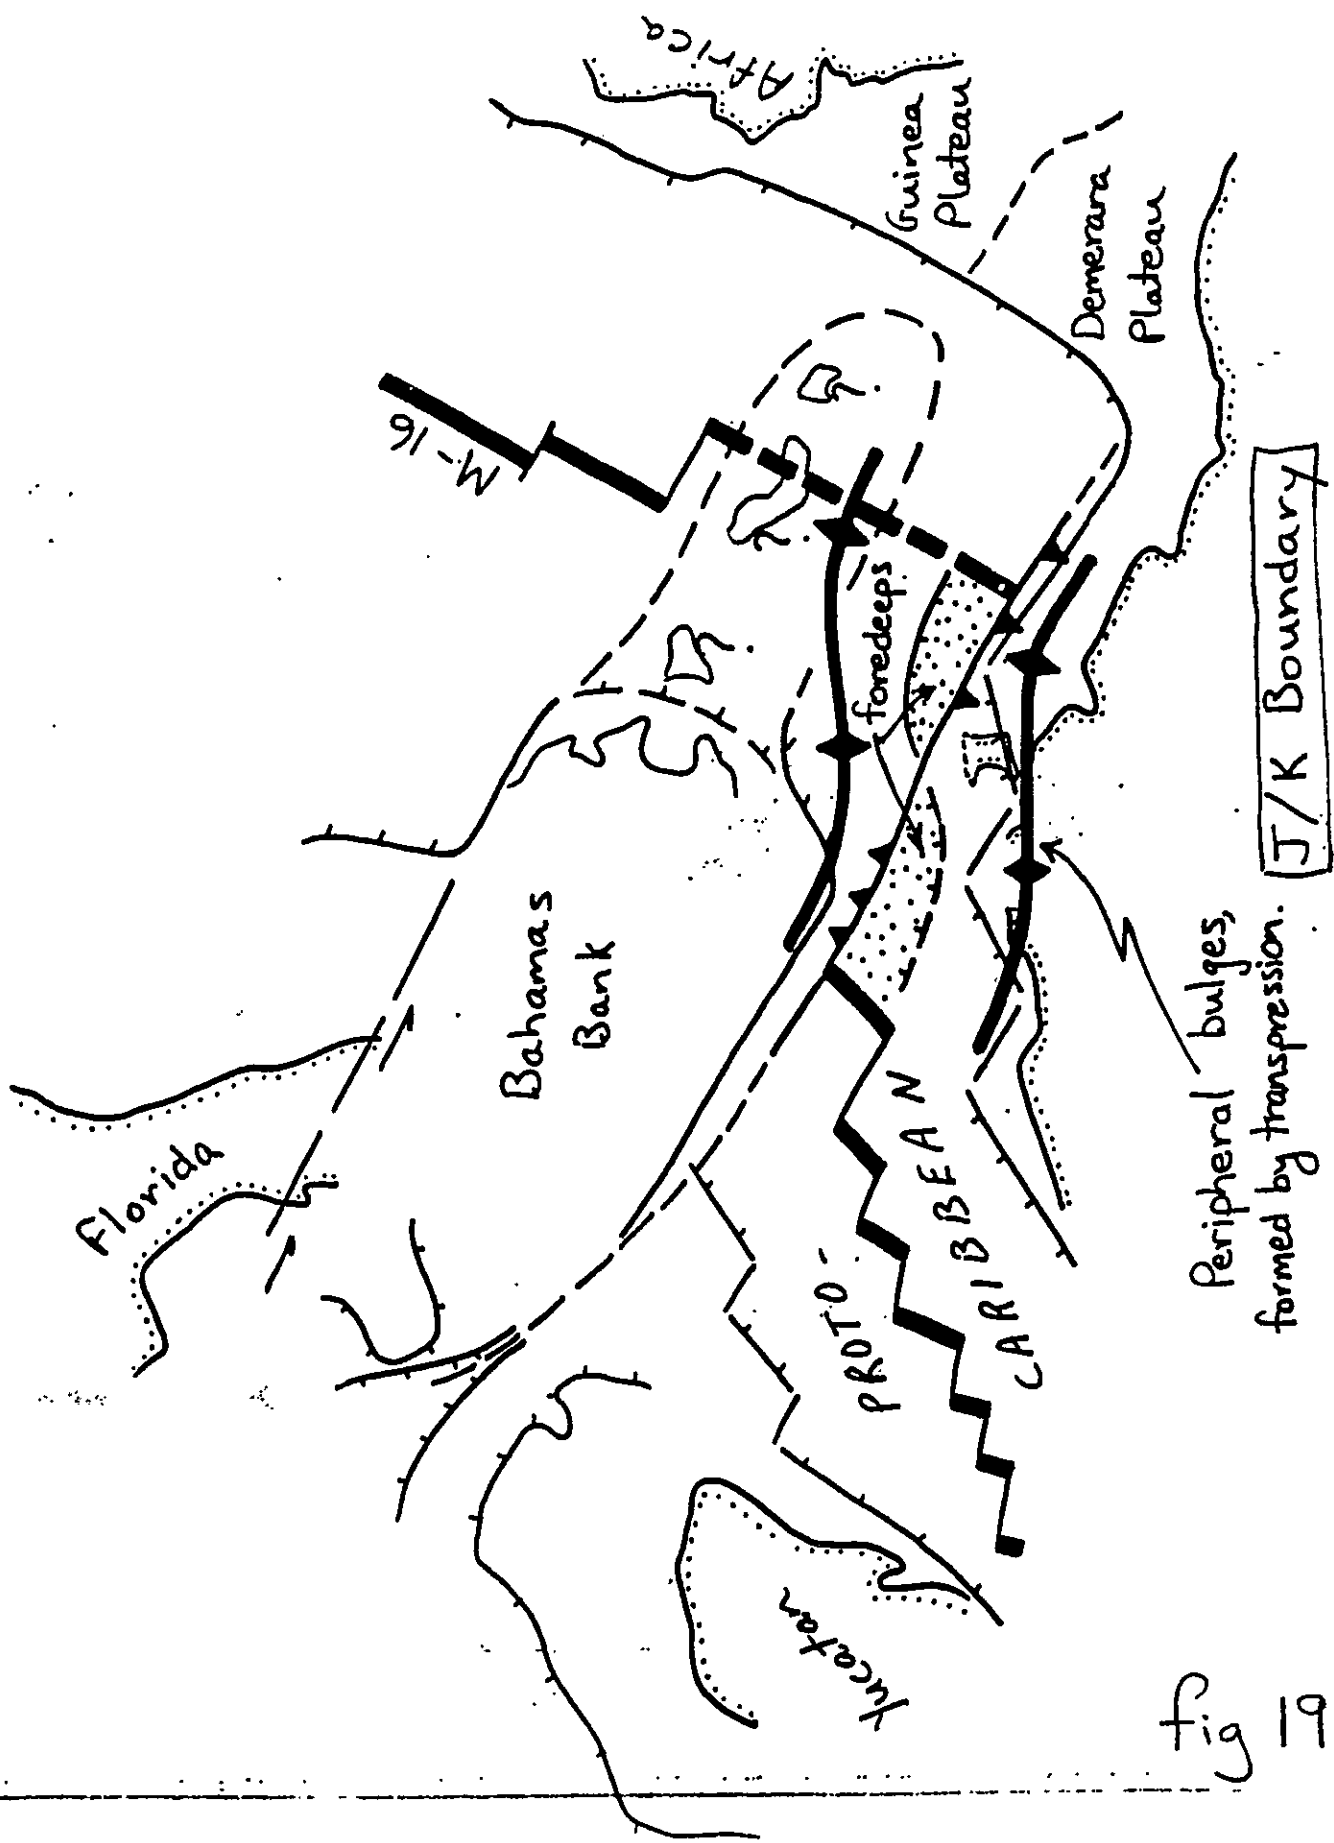 Florida
Africa
M-16
Bahamas
Bank
Guinea
Plateau
foredeeps
Demerara
Plateau
Yucatan
PROTO-
CARIBBEAN
Peripheral bulges,
formed by transpression.
J/K Boundary
fig 19